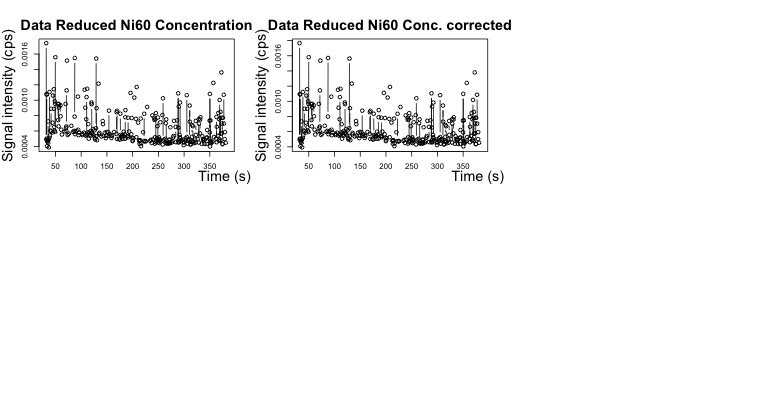 Data Reduced Ni60 Concentration
Signal intensity (cps)
0.0004 0.0010 0.0016
50 100 150 200 250 300 350
Time (s)
Data Reduced Ni60 Conc. corrected
Signal intensity (cps)
0.0004 0.0010 0.0016
50 100 150 200 250 300 350
Time (s)